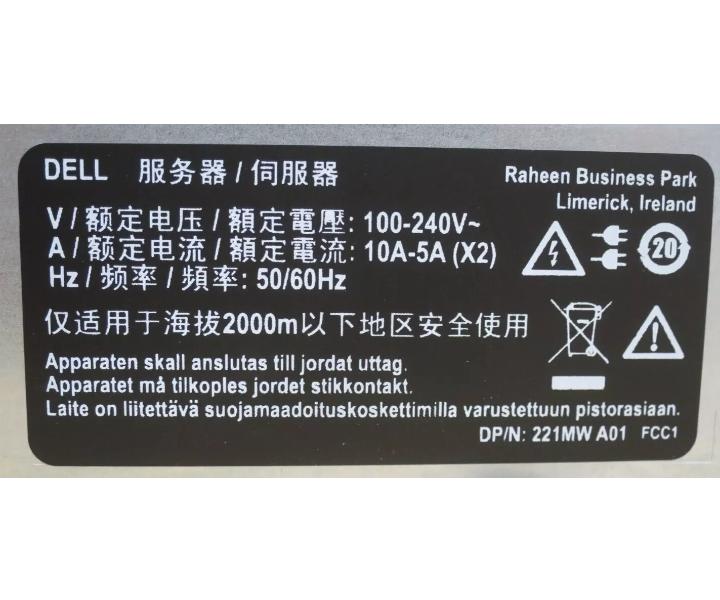 DELL 服务器 / 伺服器
Raheen Business Park
Limerick, Ireland
V / 额定电压 / 額定電壓: 100-240V~
A / 额定电流 / 額定電流: 10A-5A (X2)
Hz / 频率 / 頻率: 50/60Hz
20
仅适用于海拔2000m以下地区安全使用
Apparaten skall anslutas till jordat uttag.
Apparatet må tilkoples jordet stikkontakt.
Laite on liitettävä suojamaadoituskoskettimilla varustettuun pistorasiaan.
DP/N: 221MW A01 FCC1